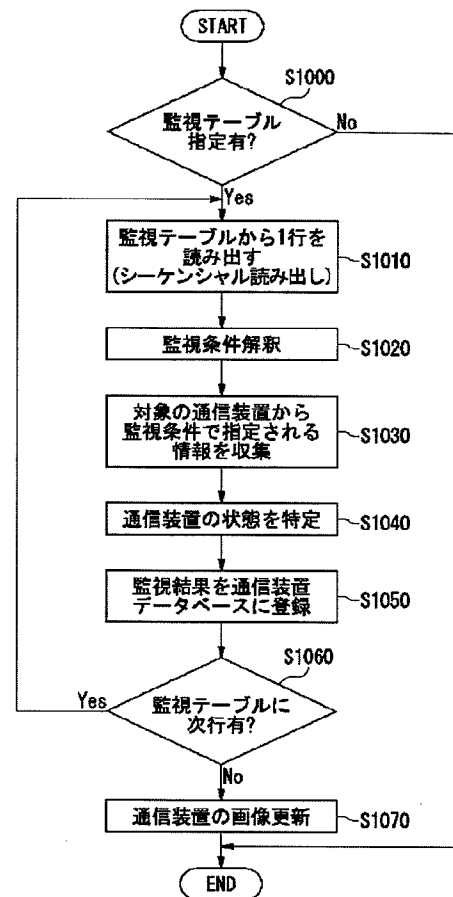 START
S1000
監視テーブル
指定有?
No
Yes
監視テーブルから1行を
読み出す
(シーケンシャル読み出し)
S1010
監視条件解釈
S1020
対象の通信装置から
監視条件で指定される
情報を収集
S1030
通信装置の状態を特定
S1040
監視結果を通信装置
データベースに登録
S1050
S1060
Yes
監視テーブルに
次行有?
No
通信装置の画像更新
S1070
END